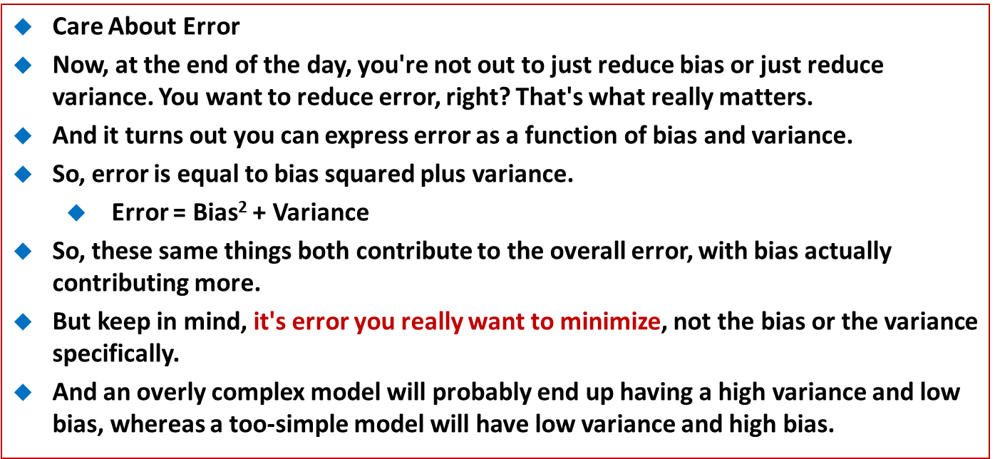 Care About Error
Now, at the end of the day, you're not out to just reduce bias or just reduce
variance. You want to reduce error, right? That's what really matters.
And it turns out you can express error as a function of bias and variance.
So, error is equal to bias squared plus variance.
Error = Bias² + Variance
So, these same things both contribute to the overall error, with bias actually
contributing more.
But keep in mind, it's error you really want to minimize, not the bias or the variance
specifically.
And an overly complex model will probably end up having a high variance and low
bias, whereas a too-simple model will have low variance and high bias.